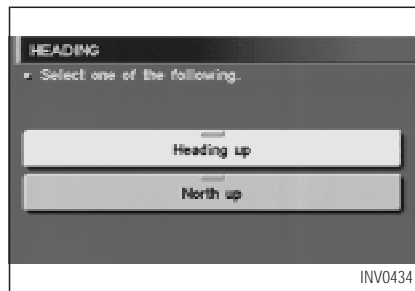 HEADING
Select one of the following.
Heading up
North up
INV0434